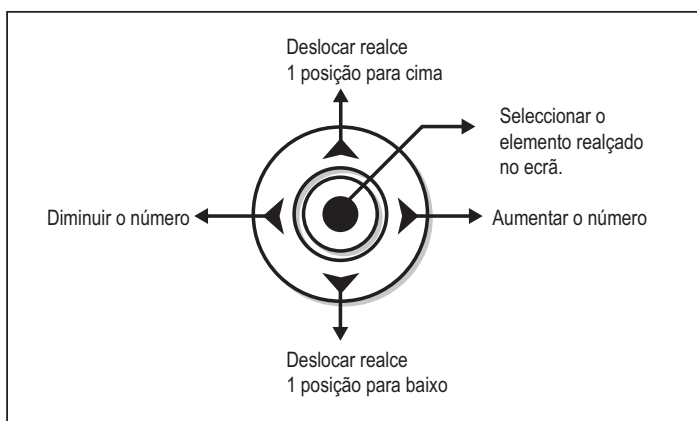 Deslocar realce
1 posição para cima
Seleccionar o
elemento realçado
no ecrã.
Diminuir o número
Aumentar o número
Deslocar realce
1 posição para baixo